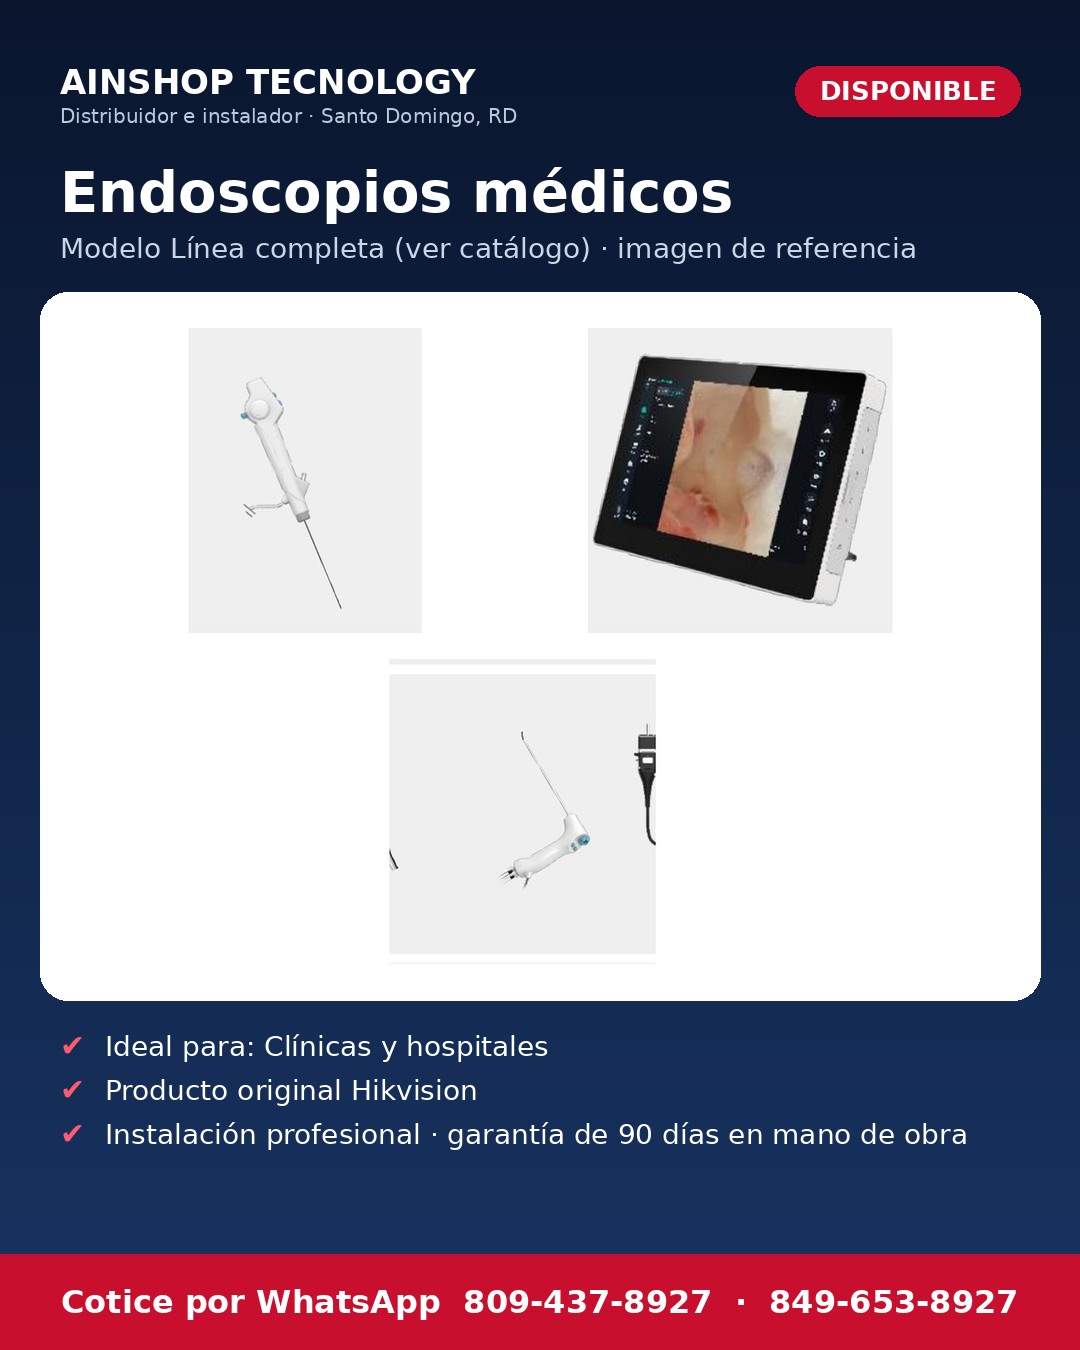 AINSHOP TECNOLOGY
DISPONIBLE
Distribuidor e instalador · Santo Domingo, RD
Endoscopios médicos
Modelo Línea completa (ver catálogo) · imagen de referencia
✔ Ideal para: Clínicas y hospitales
✔ Producto original Hikvision
✔ Instalación profesional · garantía de 90 días en mano de obra
Cotice por WhatsApp 809-437-8927 · 849-653-8927